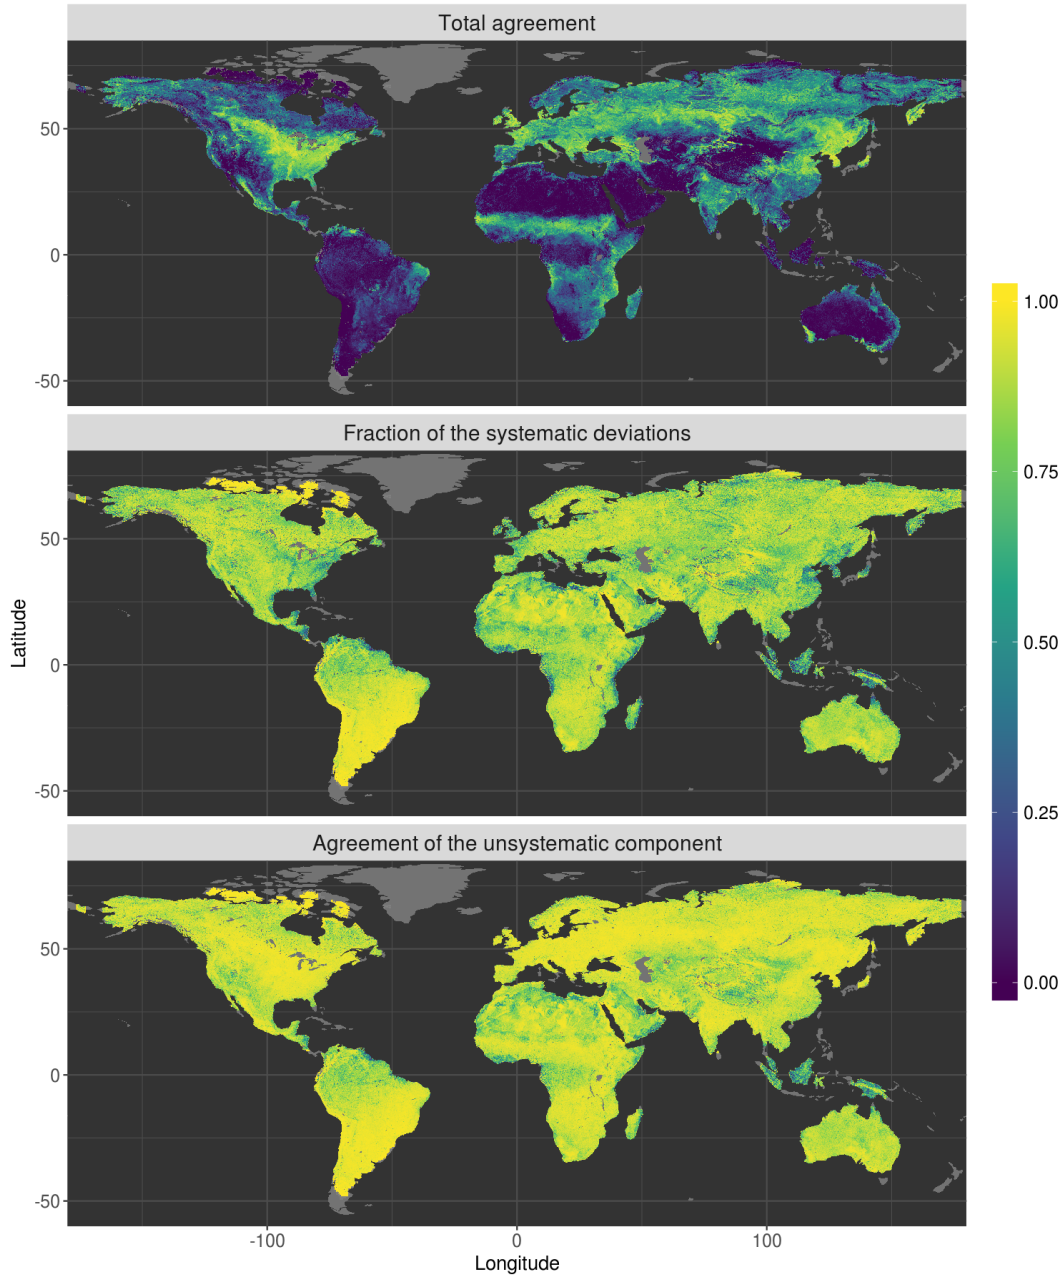 Total agreement
50
0
-50
Fraction of the systematic deviations
50
0
-50
Agreement of the unsystematic component
50
0
-50
-100 0 100
Longitude
Latitude
1.00
0.75
0.50
0.25
0.00